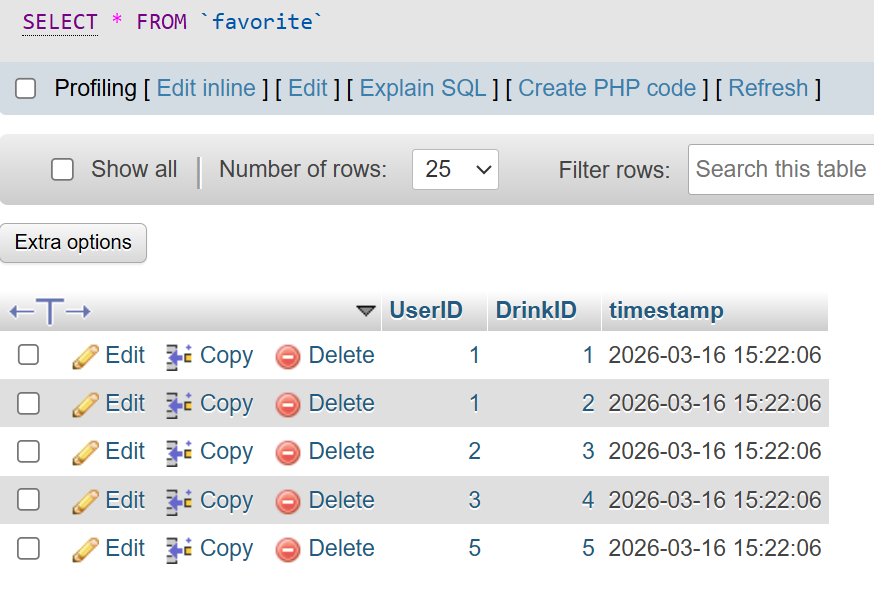 SELECT * FROM `favorite`
Profiling [ Edit inline ] [ Edit ] [ Explain SQL ] [ Create PHP code ] [ Refresh ]
Show all | Number of rows: 25 Filter rows: Search this table
Extra options
UserID DrinkID timestamp
Edit Copy Delete 1 1 2026-03-16 15:22:06
Edit Copy Delete 1 2 2026-03-16 15:22:06
Edit Copy Delete 2 3 2026-03-16 15:22:06
Edit Copy Delete 3 4 2026-03-16 15:22:06
Edit Copy Delete 5 5 2026-03-16 15:22:06